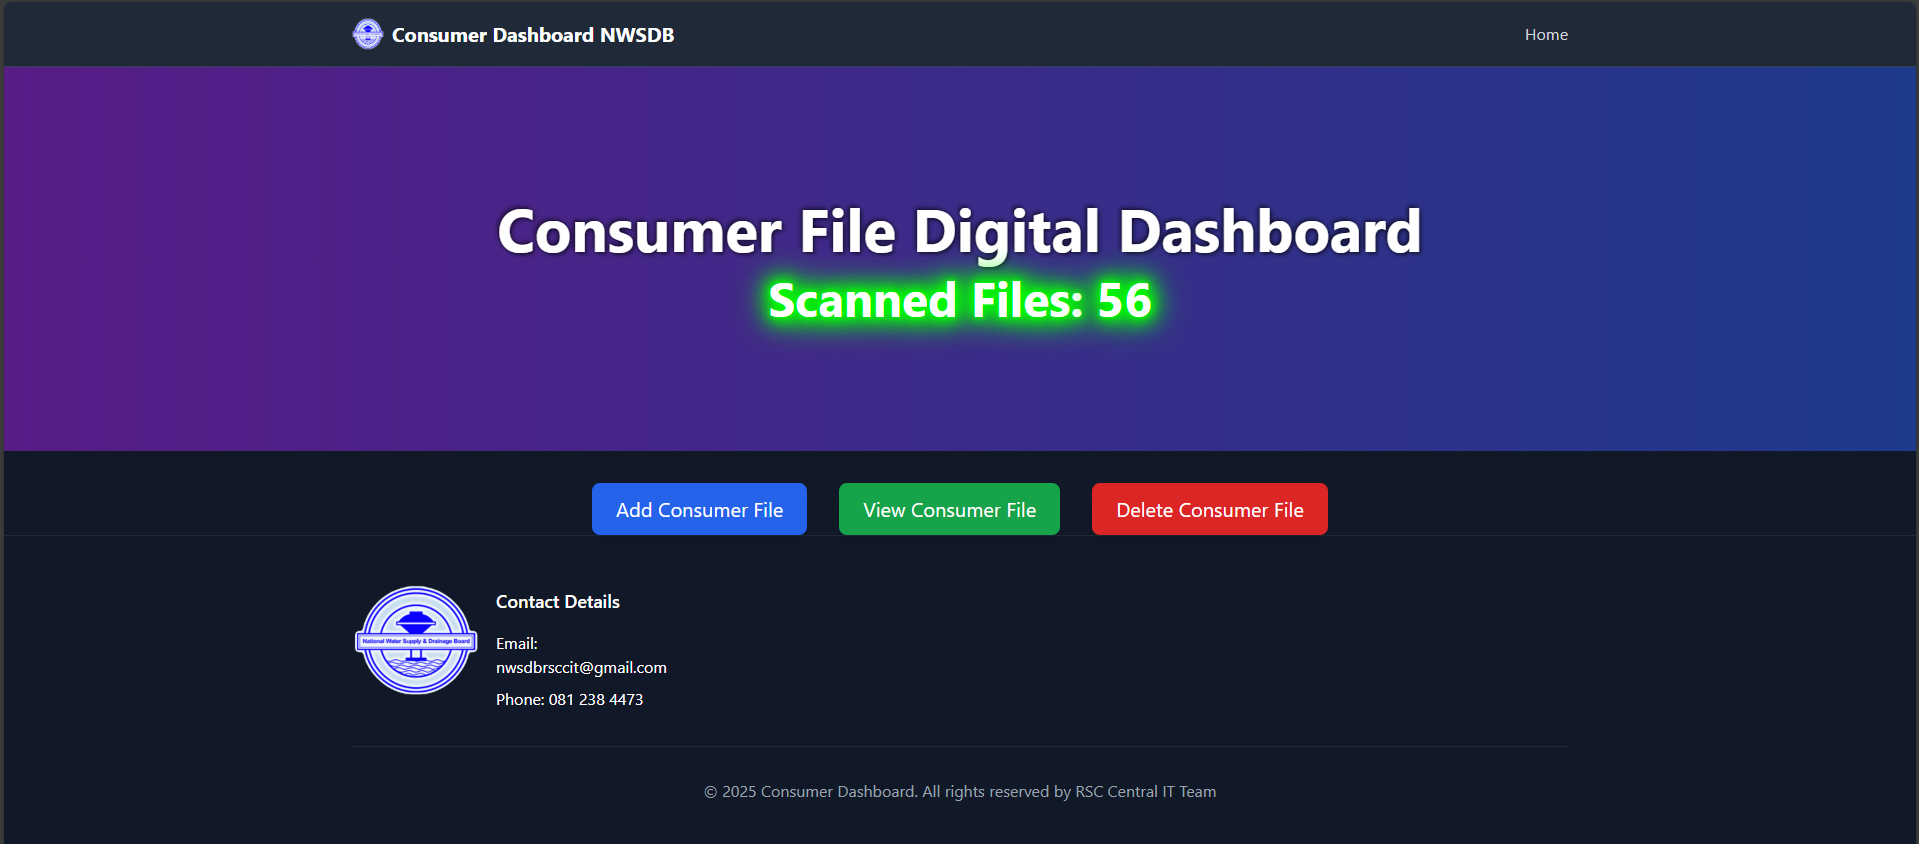 Consumer Dashboard NWSDB
Home
Consumer File Digital Dashboard
Scanned Files: 56
Add Consumer File
View Consumer File
Delete Consumer File
National Water Supply & Drainage Board
Contact Details
Email:
nwsdbrsccit@gmail.com
Phone: 081 238 4473
© 2025 Consumer Dashboard. All rights reserved by RSC Central IT Team